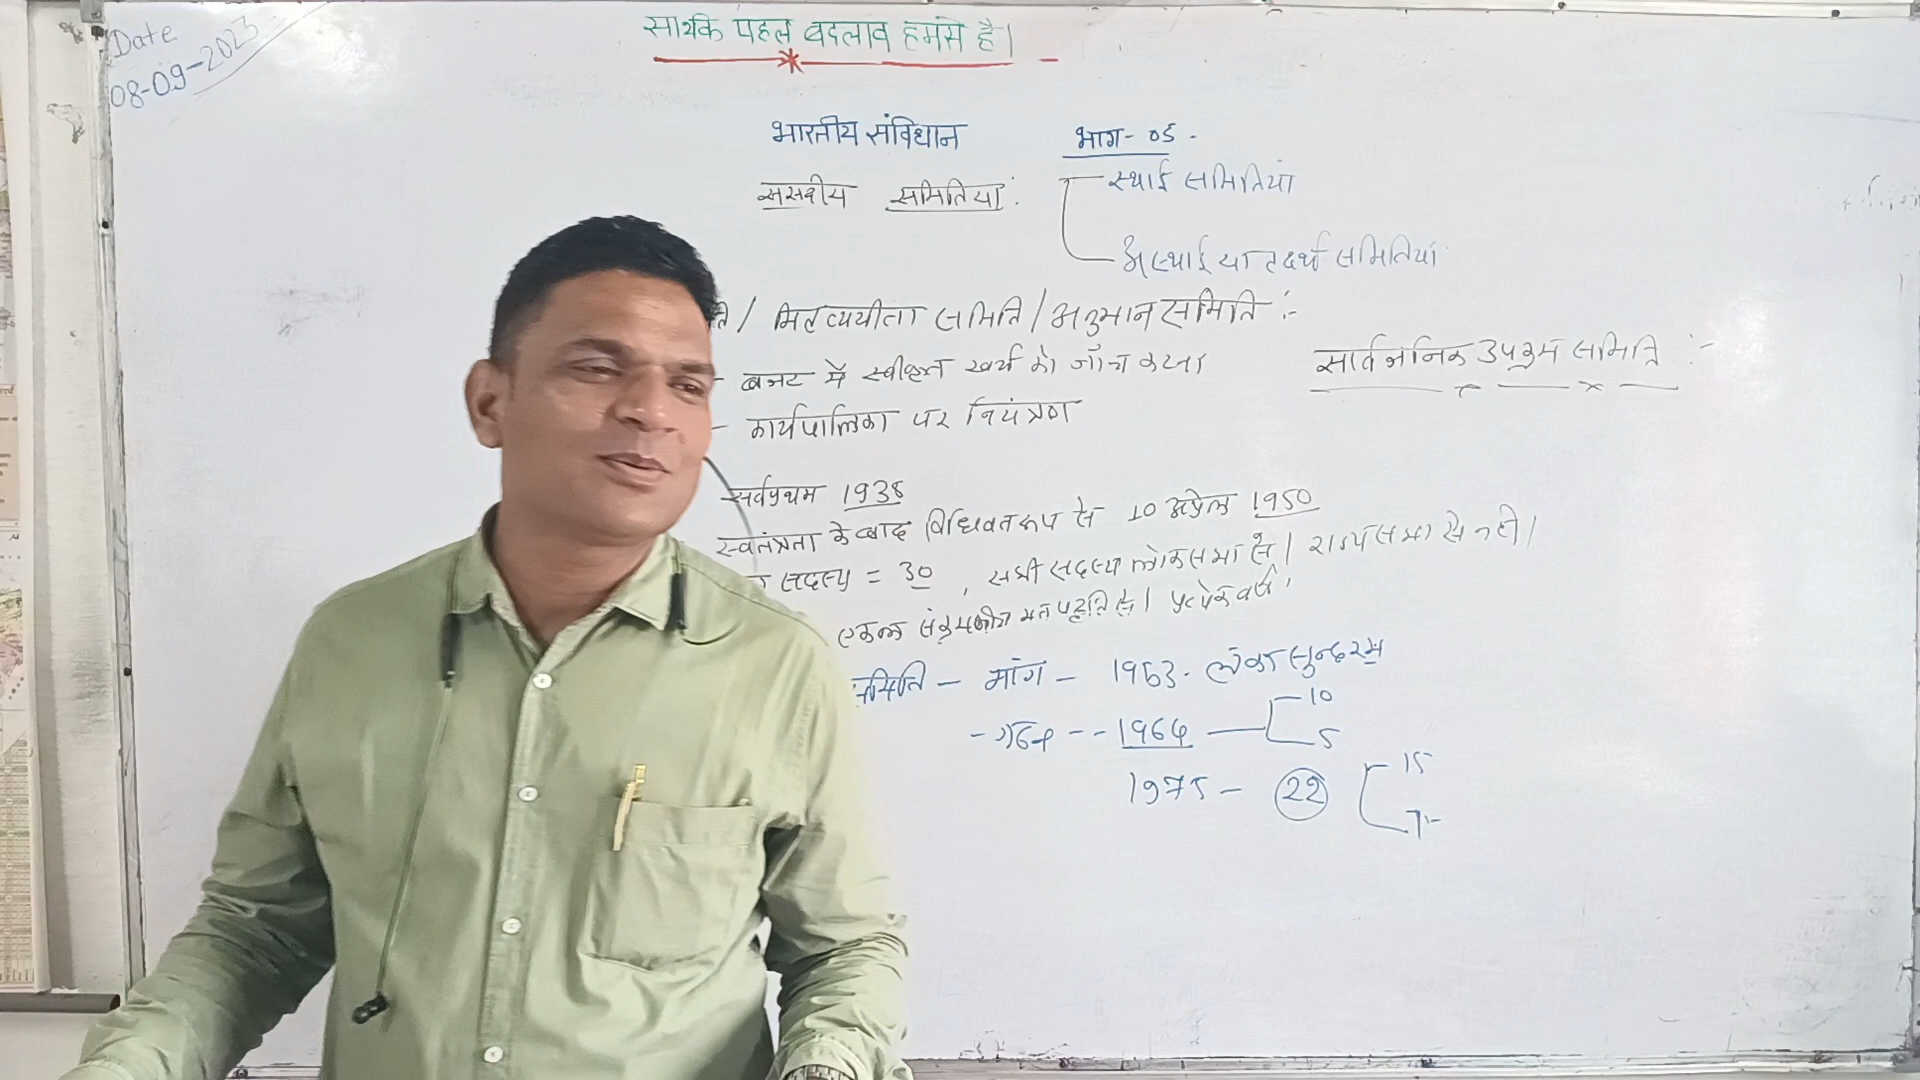 Date
08-09-2023
सार्थक पहल बदलाव हमसे है।
भारतीय संविधान भाग- 05
संसदीय समितियां :
स्थाई समितियां
अस्थाई या तदर्थ समितियां
ति / मितव्ययीता समिति / अनुमान समिति :-
- बजट में स्वीकृत खर्च की जाँच करना
- कार्यपालिका पर नियंत्रण
सार्वजनिक उपक्रम समिति :-
सर्वप्रथम 1938
स्वतंत्रता के बाद विधिवत रूप से 10 अप्रेल 1950
सदस्य = 30 , सभी सदस्य लोकसभा से। राज्यसभा से नही।
एकल संक्रमणीय मत पद्धति से। प्रत्येक वर्ष।
समिति - मांग - 1953. लंका सुन्दरम
- गठन - - 1964
10
5
1975 - 22
15
7